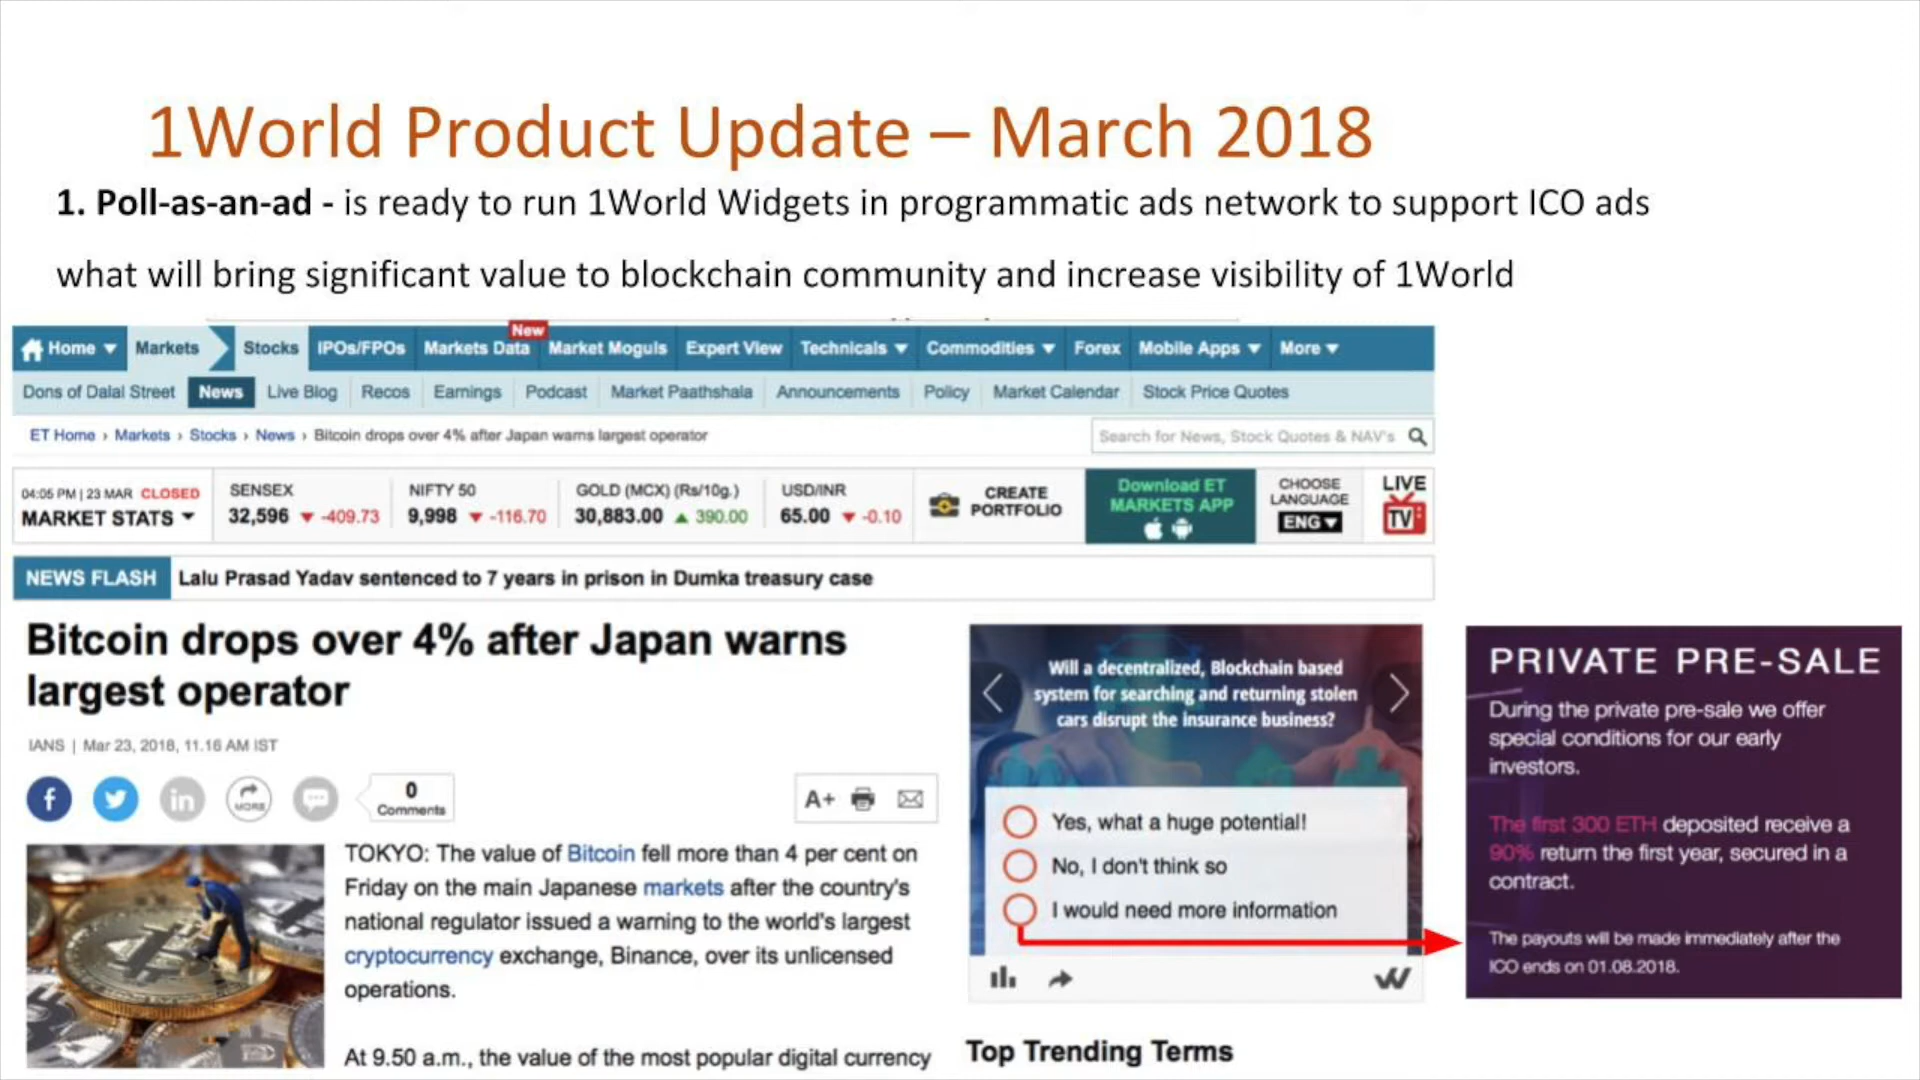 1World Product Update – March 2018
1. Poll-as-an-ad - is ready to run 1World Widgets in programmatic ads network to support ICO ads
what will bring significant value to blockchain community and increase visibility of 1World
New
Home Markets Stocks IPOs/FPOs Markets Data Market Moguls Expert View Technicals Commodities Forex Mobile Apps More
Dons of Dalal Street News Live Blog Recos Earnings Podcast Market Paathshala Announcements Policy Market Calendar Stock Price Quotes
ET Home › Markets › Stocks › News › Bitcoin drops over 4% after Japan warns largest operator
Search for News, Stock Quotes & NAV's
04:05 PM | 23 MAR CLOSED
MARKET STATS
SENSEX
32,596 ▼ -409.73
NIFTY 50
9,998 ▼ -116.70
GOLD (MCX) (Rs/10g.)
30,883.00 ▲ 390.00
USD/INR
65.00 ▼ -0.10
CREATE
PORTFOLIO
Download ET
MARKETS APP
CHOOSE
LANGUAGE
ENG
LIVE
TV
NEWS FLASH Lalu Prasad Yadav sentenced to 7 years in prison in Dumka treasury case
Bitcoin drops over 4% after Japan warns
largest operator
IANS | Mar 23, 2018, 11.16 AM IST
f
in
MORE
0
Comments
A+
TOKYO: The value of Bitcoin fell more than 4 per cent on
Friday on the main Japanese markets after the country's
national regulator issued a warning to the world's largest
cryptocurrency exchange, Binance, over its unlicensed
operations.
At 9.50 a.m., the value of the most popular digital currency
Will a decentralized, Blockchain based
system for searching and returning stolen
cars disrupt the insurance business?
Yes, what a huge potential!
No, I don't think so
I would need more information
Top Trending Terms
PRIVATE PRE-SALE
During the private pre-sale we offer
special conditions for our early
investors.
The first 300 ETH deposited receive a
90% return the first year, secured in a
contract.
The payouts will be made immediately after the
ICO ends on 01.08.2018.